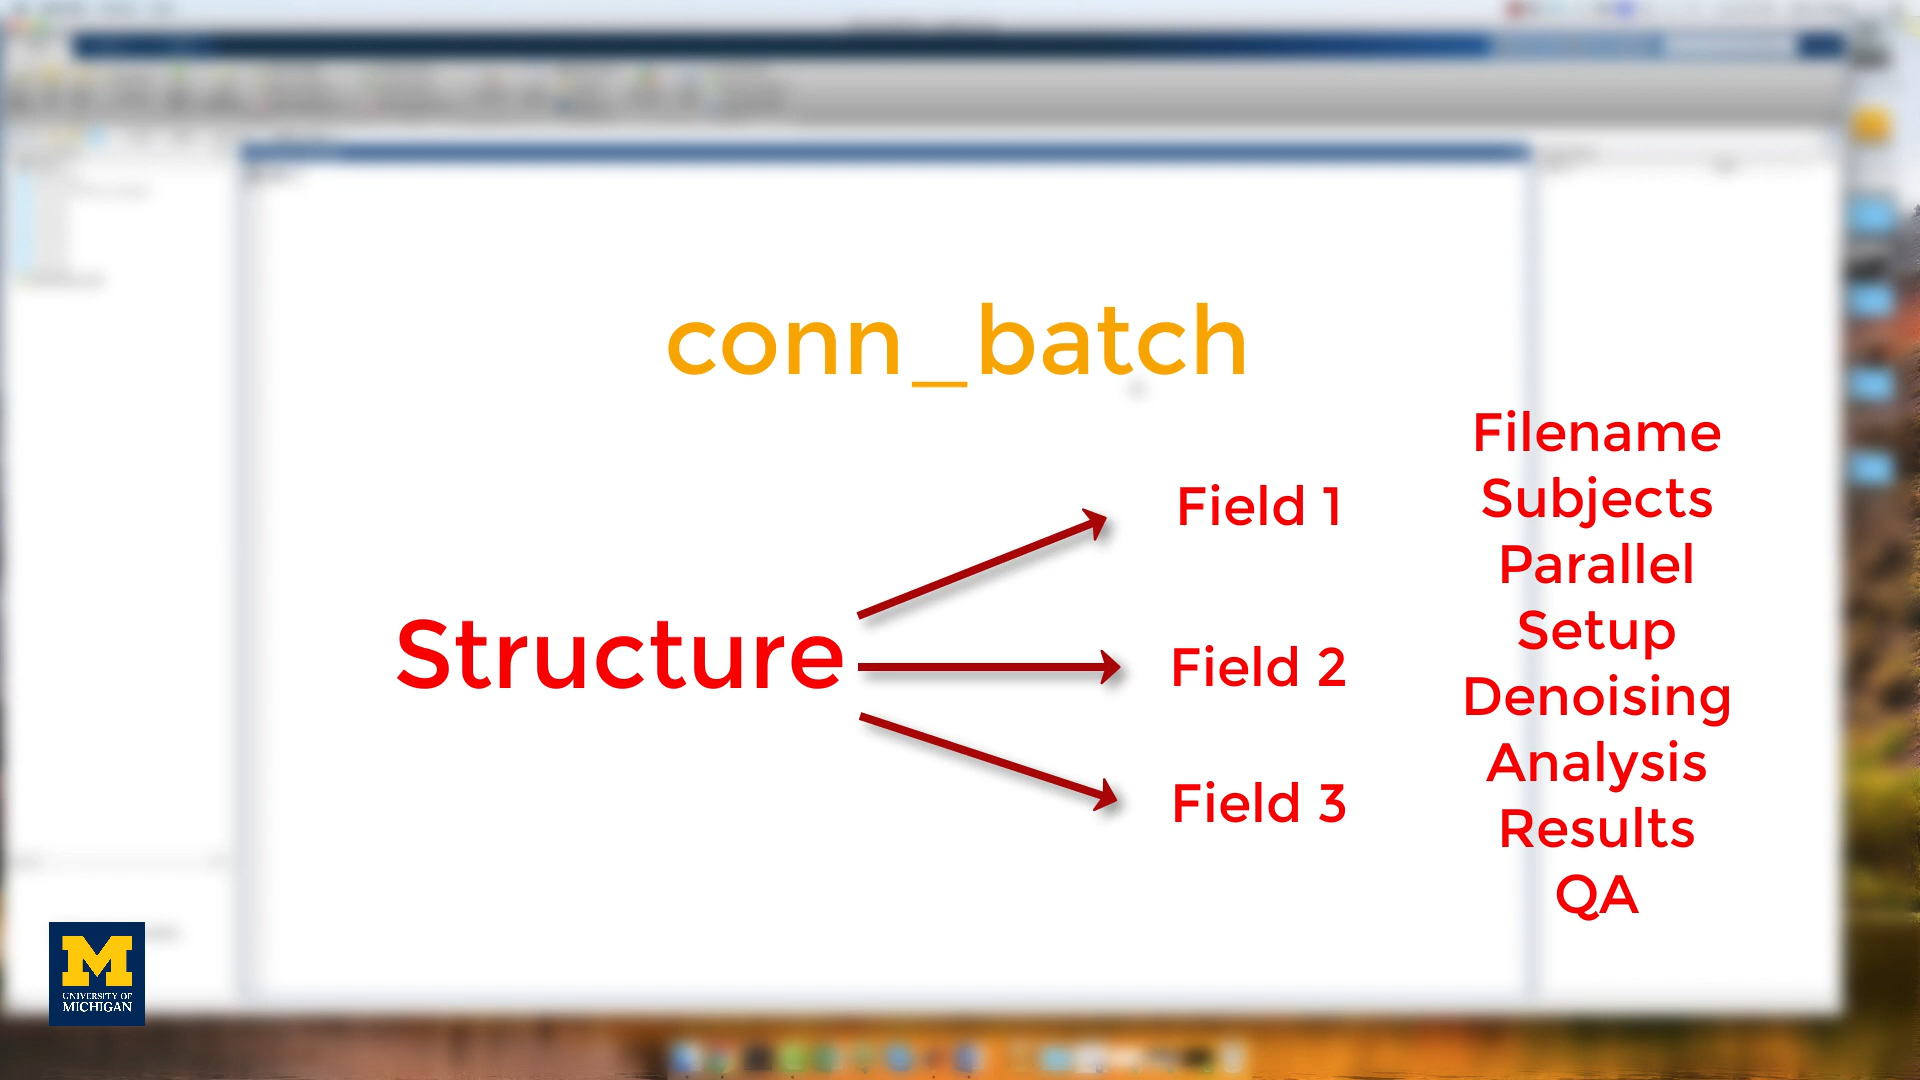 conn_batch
Structure
Field 1
Field 2
Field 3
Filename
Subjects
Parallel
Setup
Denoising
Analysis
Results
QA
M
UNIVERSITY OF
MICHIGAN